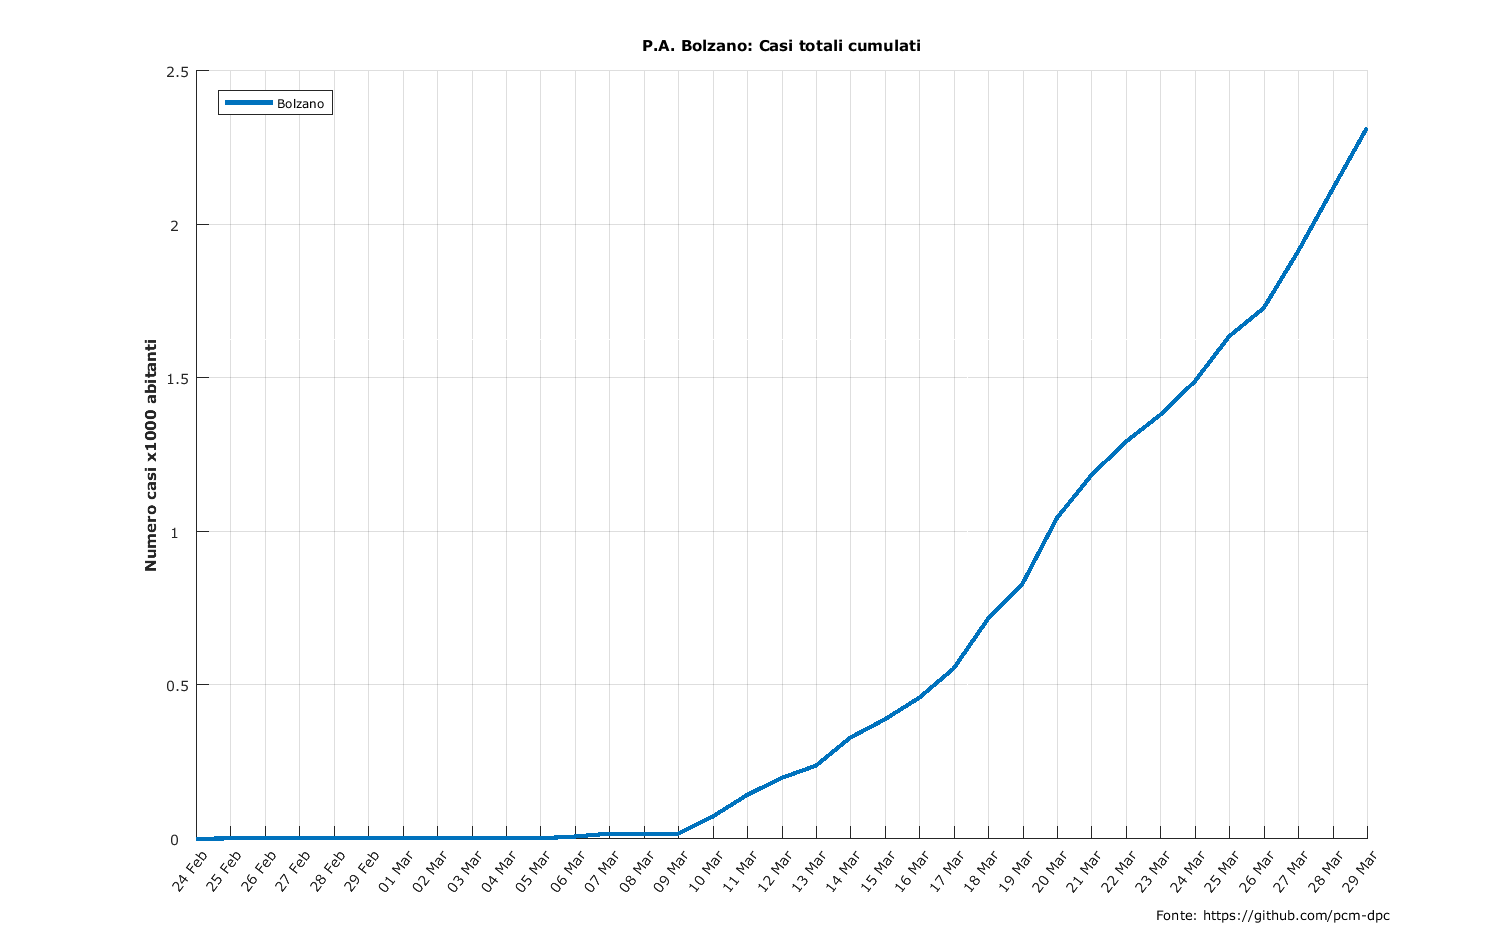 P.A. Bolzano: Casi totali cumulati
Bolzano
Numero casi x1000 abitanti
2.5
2
1.5
1
0.5
0
24 Feb
25 Feb
26 Feb
27 Feb
28 Feb
29 Feb
01 Mar
02 Mar
03 Mar
04 Mar
05 Mar
06 Mar
07 Mar
08 Mar
09 Mar
10 Mar
11 Mar
12 Mar
13 Mar
14 Mar
15 Mar
16 Mar
17 Mar
18 Mar
19 Mar
20 Mar
21 Mar
22 Mar
23 Mar
24 Mar
25 Mar
26 Mar
27 Mar
28 Mar
29 Mar
Fonte: https://github.com/pcm-dpc